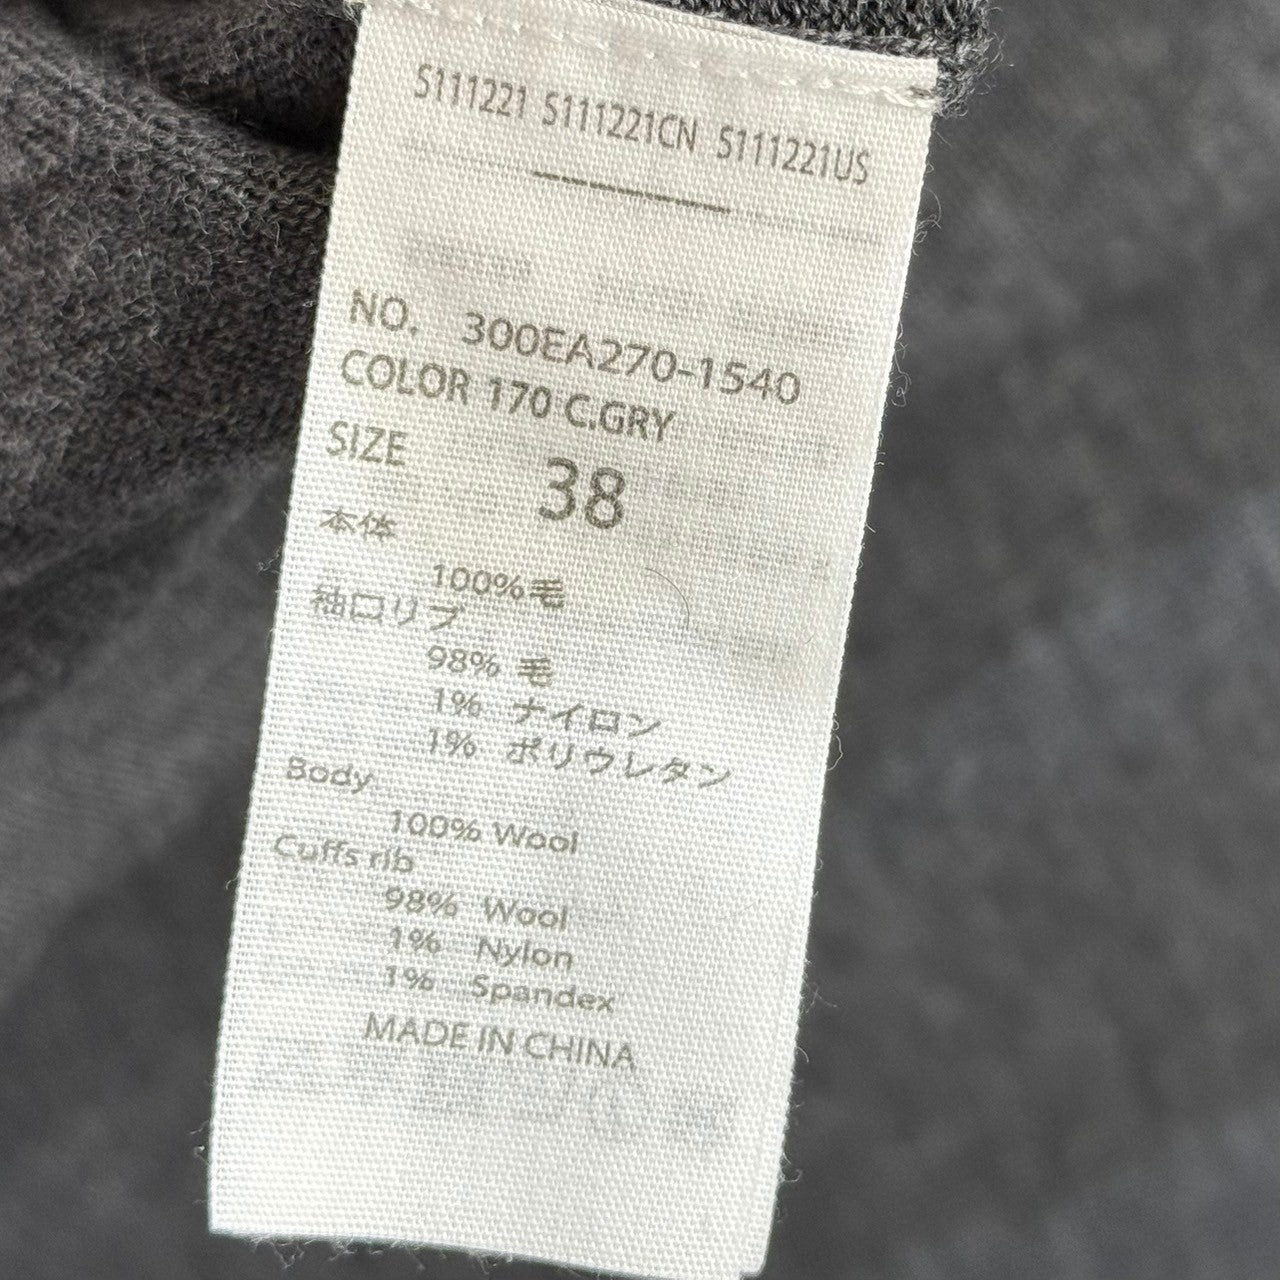 S111221 S111221CN S111221US
NO. 300EA270-1540
COLOR 170 C.GRY
SIZE 38
本体
100%毛
袖口リブ
98% 毛
1% ナイロン
1% ポリウレタン
Body
100% Wool
Cuffs rib
98% Wool
1% Nylon
1% Spandex
MADE IN CHINA